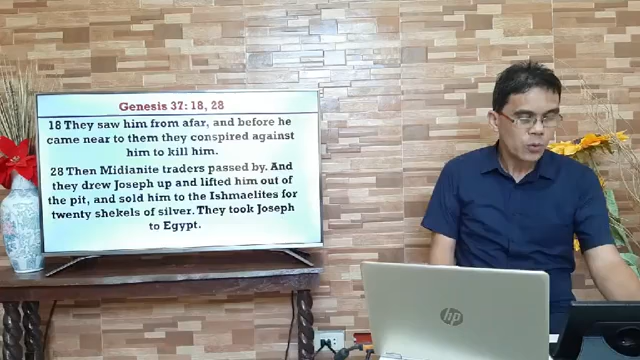 Genesis 37: 18, 28
18 They saw him from afar, and before he
came near to them they conspired against
him to kill him.
28 Then Midianite traders passed by. And
they drew Joseph up and lifted him out of
the pit, and sold him to the Ishmaelites for
twenty shekels of silver. They took Joseph
to Egypt.
hp